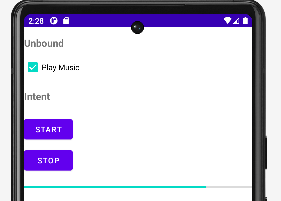 2:28
Unbound
Play Music
Intent
START
STOP